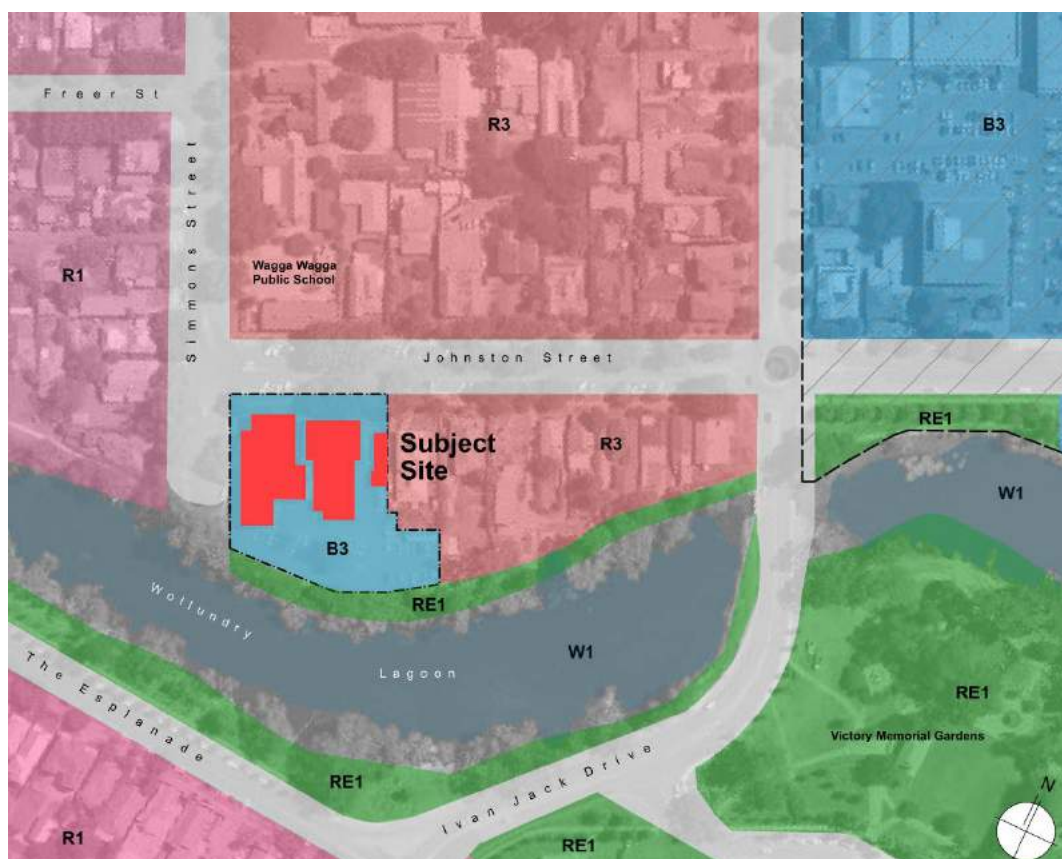 Freer St
R3
B3
Simmons Street
R1
Wagga Wagga
Public School
Johnston Street
RE1
Subject
Site
R3
W1
B3
RE1
Wollundry
Lagoon
W1
The Esplanade
RE1
Victory Memorial Gardens
RE1
Ivan Jack Drive
N
R1
RE1